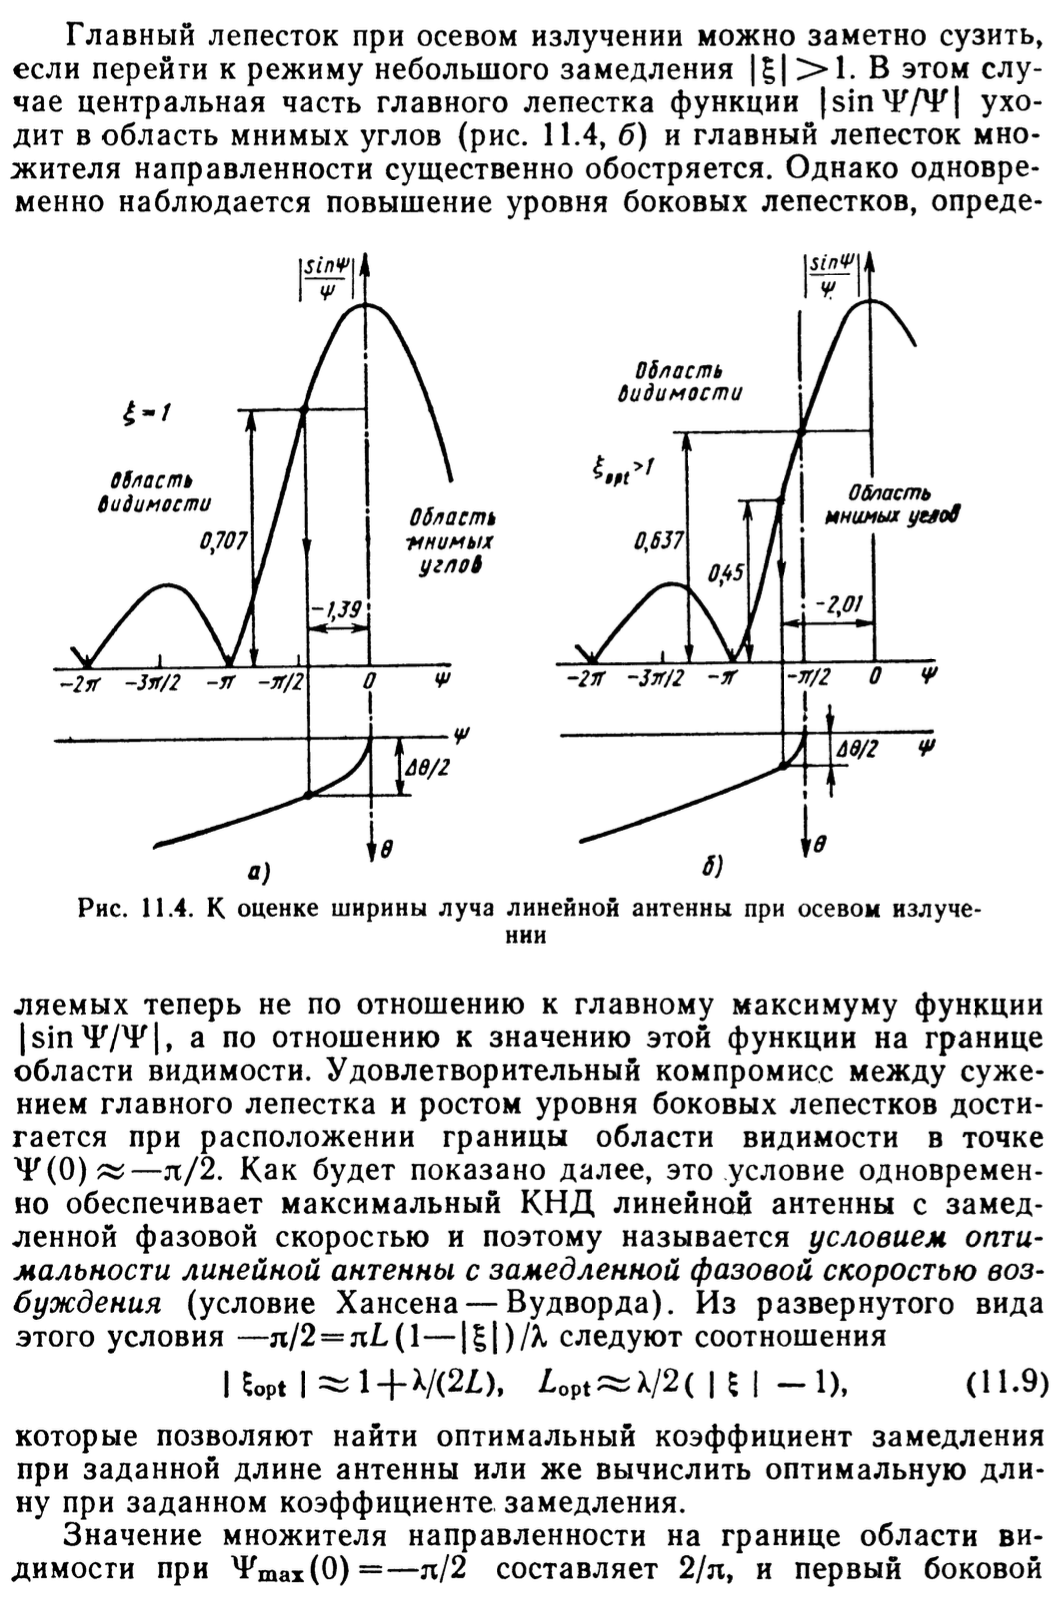 Главный лепесток при осевом излучении можно заметно сузить,
если перейти к режиму небольшого замедления |ξ|>1. В этом слу-
чае центральная часть главного лепестка функции |sin Ψ/Ψ| ухо-
дит в область мнимых углов (рис. 11.4, б) и главный лепесток мно-
жителя направленности существенно обостряется. Однако одновре-
менно наблюдается повышение уровня боковых лепестков, опреде-
|sinΨ/Ψ|
ξ=1
Область
видимости
0,707
Область
мнимых
углов
-1,39
-2π -3π/2 -π -π/2 0 Ψ
Ψ
Δθ/2
θ
а)
|sinΨ/Ψ|
Область
видимости
ξopt>1
Область
мнимых углов
0,637
0,45
-2,01
-2π -3π/2 -π -π/2 0 Ψ
Δθ/2 Ψ
θ
б)
Рис. 11.4. К оценке ширины луча линейной антенны при осевом излуче-
нии
ляемых теперь не по отношению к главному максимуму функции
|sin Ψ/Ψ|, а по отношению к значению этой функции на границе
области видимости. Удовлетворительный компромисс между суже-
нием главного лепестка и ростом уровня боковых лепестков дости-
гается при расположении границы области видимости в точке
Ψ(0)≈—π/2. Как будет показано далее, это условие одновремен-
но обеспечивает максимальный КНД линейной антенны с замед-
ленной фазовой скоростью и поэтому называется условием опти-
мальности линейной антенны с замедленной фазовой скоростью воз-
буждения (условие Хансена — Вудворда). Из развернутого вида
этого условия —π/2=πL(1—|ξ|)/λ следуют соотношения
|ξopt|≈1+λ/(2L), Lopt≈λ/2(|ξ|−1), (11.9)
которые позволяют найти оптимальный коэффициент замедления
при заданной длине антенны или же вычислить оптимальную дли-
ну при заданном коэффициенте замедления.
Значение множителя направленности на границе области ви-
димости при Ψmax(0)=—π/2 составляет 2/π, и первый боковой